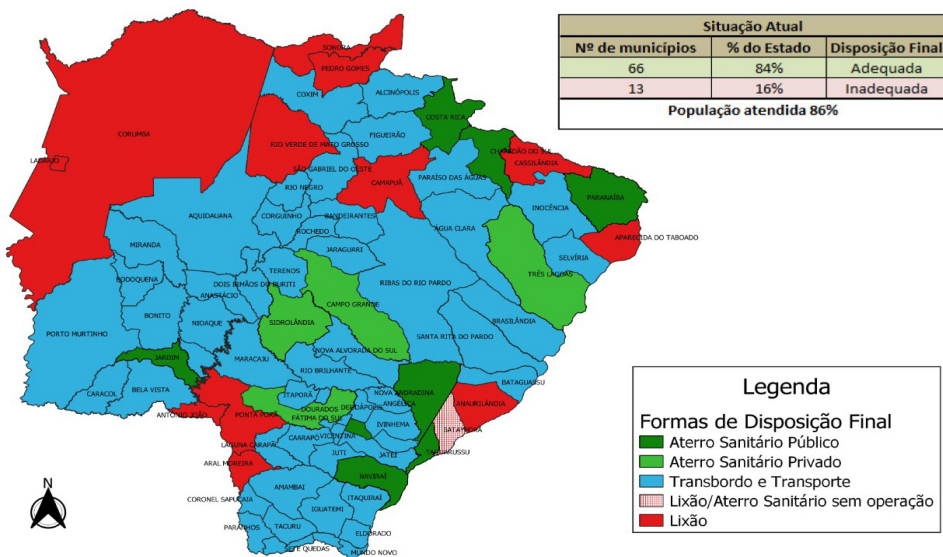 Situação Atual
Nº de municípios % do Estado Disposição Final
66 84% Adequada
13 16% Inadequada
População atendida 86%
SONORA
PEDRO GOMES
COXIM
ALCINÓPOLIS
COSTA RICA
CORUMBA
FIGUEIRÃO
RIO VERDE DE MATO GROSSO
CHAPADÃO DO SUL
CASSILÂNDIA
SÃO GABRIEL DO OESTE
CAMAPUÃ
PARAÍSO DAS ÁGUAS
RIO NEGRO
PARANAÍBA
INOCÊNCIA
AQUIDAUANA
CORGUINHO
BANDEIRANTES
ÁGUA CLARA
ROCHEDO
APARECIDA DO TABOADO
MIRANDA
JARAGUARI
SELVÍRIA
TERENOS
TRÊS LAGOAS
BODOQUENA
DOIS IRMÃOS DO BURITI
RIBAS DO RIO PARDO
ANASTÁCIO
CAMPO GRANDE
BONITO
NIOAQUE
SIDROLÂNDIA
BRASILÂNDIA
PORTO MURTINHO
SANTA RITA DO PARDO
NOVA ALVORADA DO SUL
JARDIM
MARACAJU
RIO BRILHANTE
BATAGUASSU
CARACOL
BELA VISTA
NOVA ANDRADINA
ITAPORÃ
ANGÉLICA
ANAURILÂNDIA
DOURADOS
DEODÁPOLIS
ANTONIO JOÃO
PONTA PORÃ
FÁTIMA DO SUL
IVINHEMA
BATAYPORA
VICENTINA
CAARAPÓ
TAQUARUSSU
LAGUNA CARAPÃ
JUTI
JATEÍ
ARAL MOREIRA
NAVIRAÍ
AMAMBAI
CORONEL SAPUCAIA
ITAQUIRAÍ
IGUATEMI
PARANHOS
TACURU
ELDORADO
SETE QUEDAS
MUNDO NOVO
N
Legenda
Formas de Disposição Final
Aterro Sanitário Público
Aterro Sanitário Privado
Transbordo e Transporte
Lixão/Aterro Sanitário sem operação
Lixão